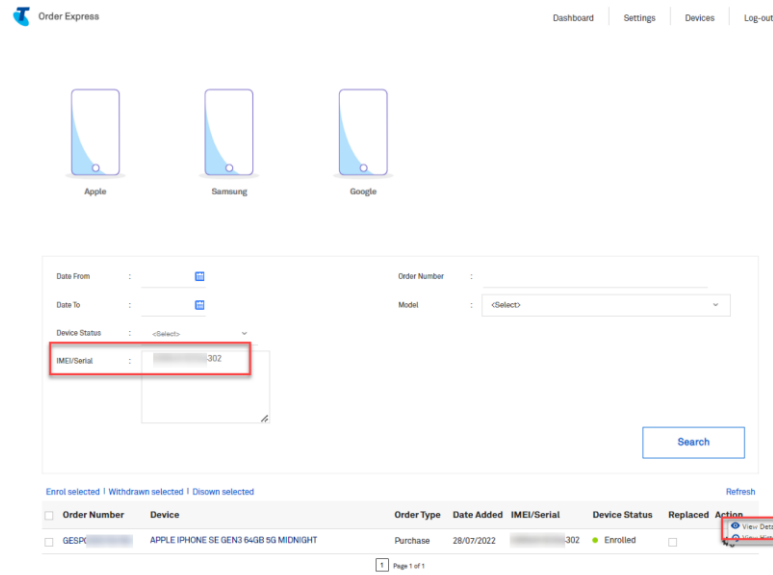 Order Express
Dashboard Settings Devices Log-out
Apple Samsung Google
Date From : Order Number :
Date To : Model : <Select>
Device Status : <Select>
IMEI/Serial : -302
Search
Enrol selected | Withdrawn selected | Disown selected Refresh
Order Number Device Order Type Date Added IMEI/Serial Device Status Replaced Action
View Deta
GESP APPLE IPHONE SE GEN3 64GB 5G MIDNIGHT Purchase 28/07/2022 302 Enrolled
1 Page 1 of 1